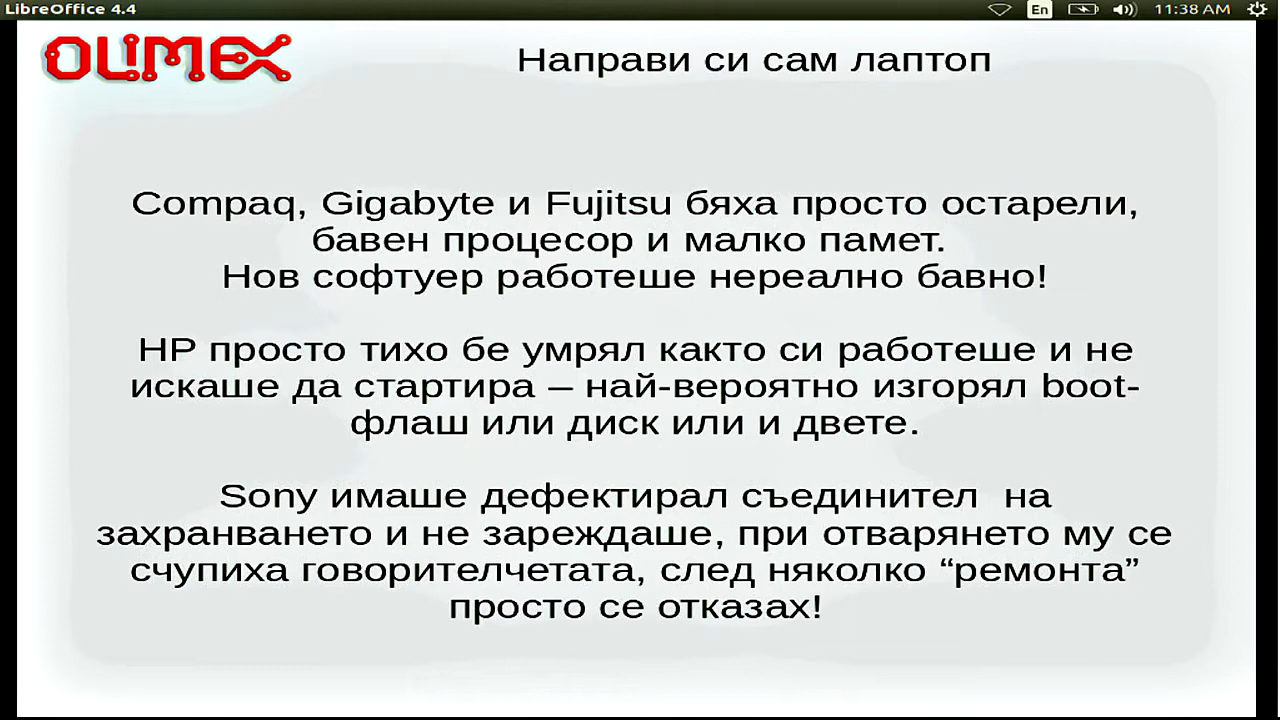 LibreOffice 4.4
En
11:38 AM
OLIMEX
Направи си сам лаптоп
Compaq, Gigabyte и Fujitsu бяха просто остарели,
бавен процесор и малко памет.
Нов софтуер работеше нереално бавно!
HP просто тихо бе умрял както си работеше и не
искаше да стартира – най-вероятно изгорял boot-
флаш или диск или и двете.
Sony имаше дефектирал съединител на
захранването и не зареждаше, при отварянето му се
счупиха говорителчетата, след няколко “ремонта”
просто се отказах!